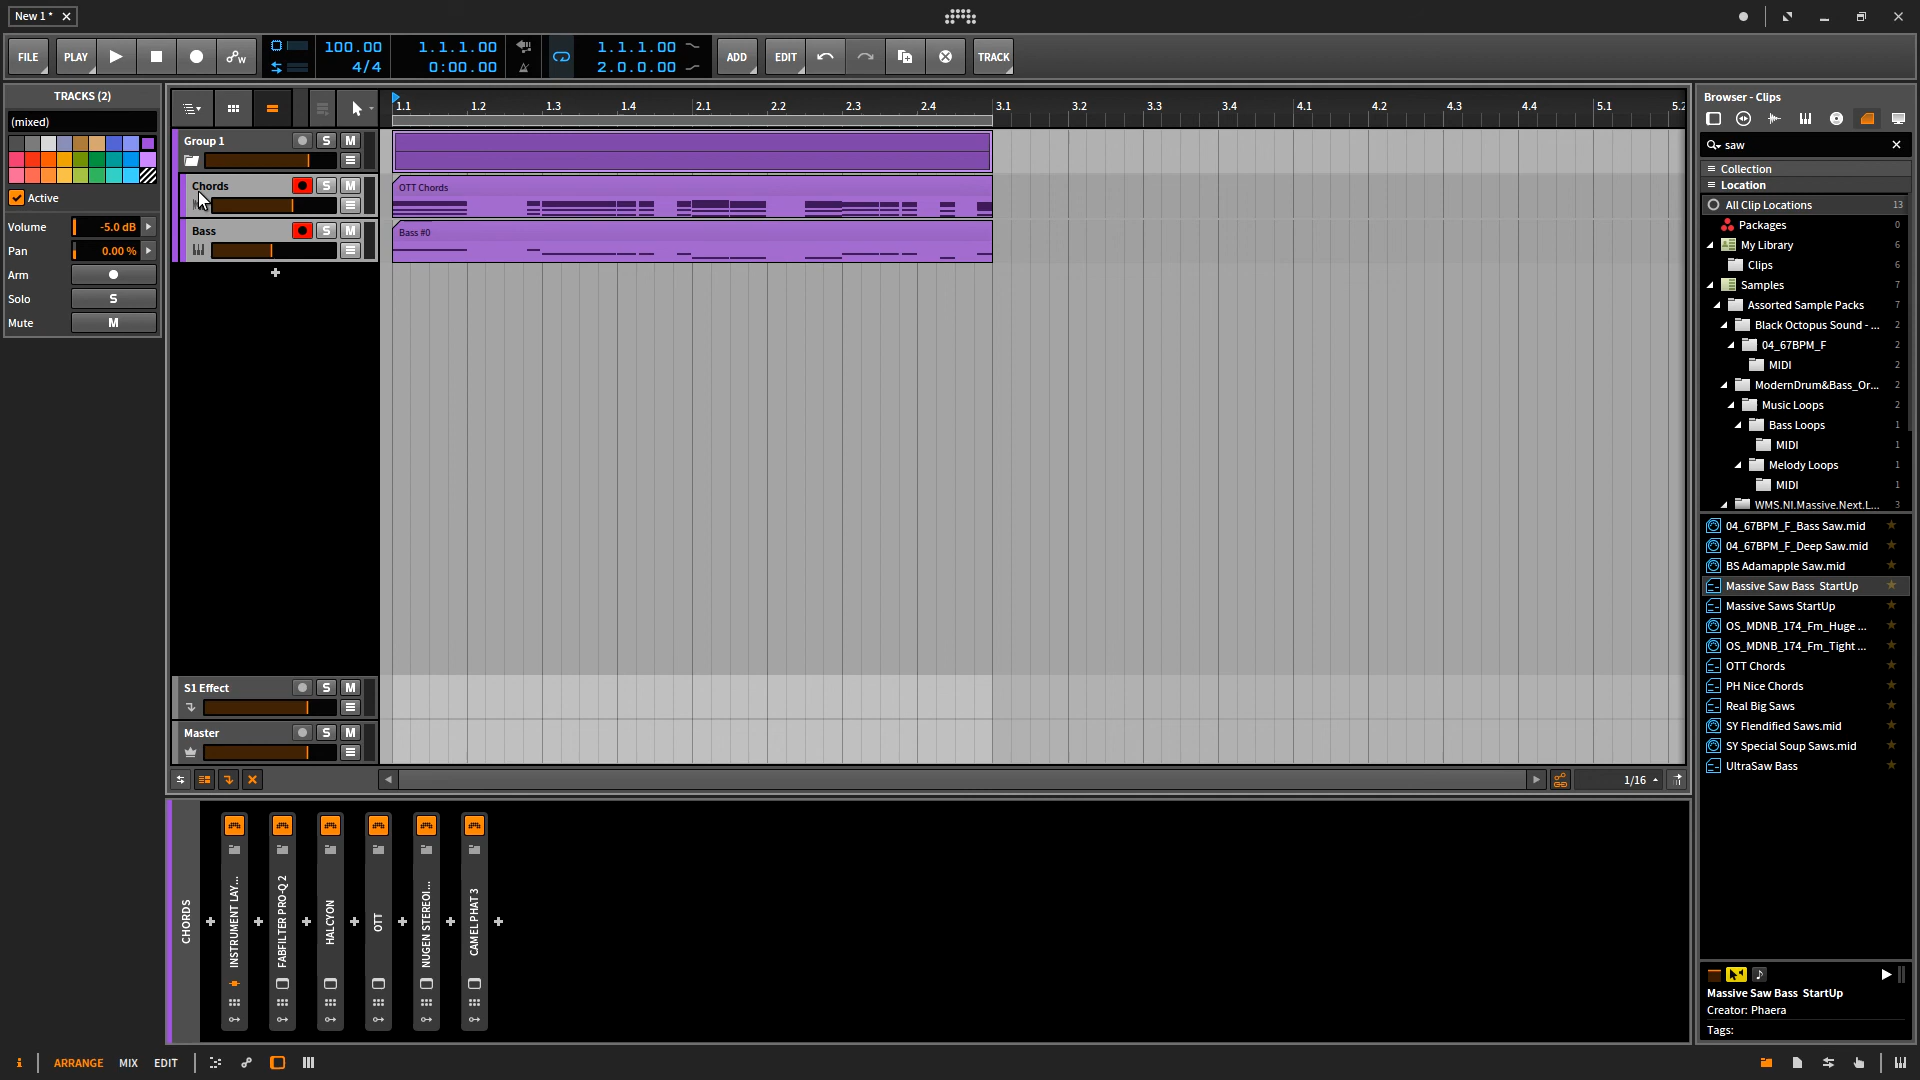 New 1 *
FILE
PLAY
100.00
4/4
1.1.1.00
0:00.00
1.1.1.00
2.0.0.00
ADD
EDIT
TRACK
TRACKS (2)
(mixed)
Active
Volume -5.0 dB
Pan 0.00 %
Arm
Solo S
Mute M
1.1 1.2 1.3 1.4 2.1 2.2 2.3 2.4 3.1 3.2 3.3 3.4 4.1 4.2 4.3 4.4 5.1 5.2
Group 1 S M
Chords S M
OTT Chords
Bass S M
Bass #0
S1 Effect S M
Master S M
1/16
CHORDS
INSTRUMENT LAY...
FABFILTER PRO-Q 2
HALCYON
OTT
NUGEN STEREOI...
CAMEL PHAT 3
Browser - Clips
saw
Collection
Location
All Clip Locations 13
Packages 0
My Library 6
Clips 6
Samples 7
Assorted Sample Packs 7
Black Octopus Sound - ... 2
04_67BPM_F 2
MIDI 2
ModernDrum&Bass_Or... 2
Music Loops 2
Bass Loops 1
MIDI 1
Melody Loops 1
MIDI 1
WMS.NI.Massive.Next.L... 3
04_67BPM_F_Bass Saw.mid
04_67BPM_F_Deep Saw.mid
BS Adamapple Saw.mid
Massive Saw Bass StartUp
Massive Saws StartUp
OS_MDNB_174_Fm_Huge ...
OS_MDNB_174_Fm_Tight ...
OTT Chords
PH Nice Chords
Real Big Saws
SY Flendified Saws.mid
SY Special Soup Saws.mid
UltraSaw Bass
Massive Saw Bass StartUp
Creator: Phaera
Tags:
i
ARRANGE
MIX
EDIT